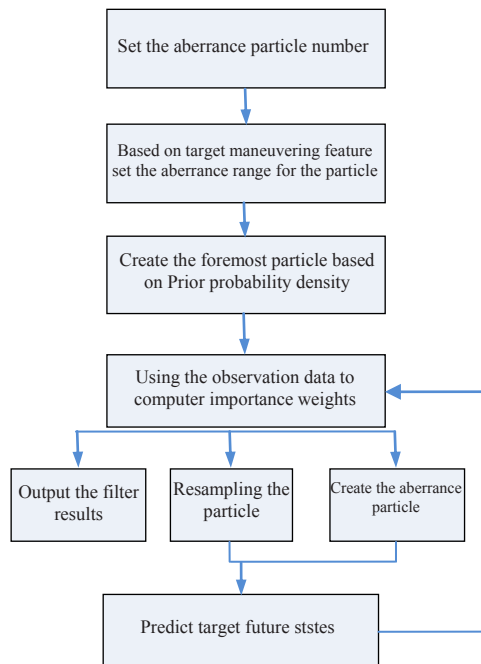 Set the aberrance particle number
Based on target maneuvering feature
set the aberrance range for the particle
Create the foremost particle based
on Prior probability density
Using the observation data to
computer importance weights
Output the filter
results
Resampling the
particle
Create the aberrance
particle
Predict target future ststes